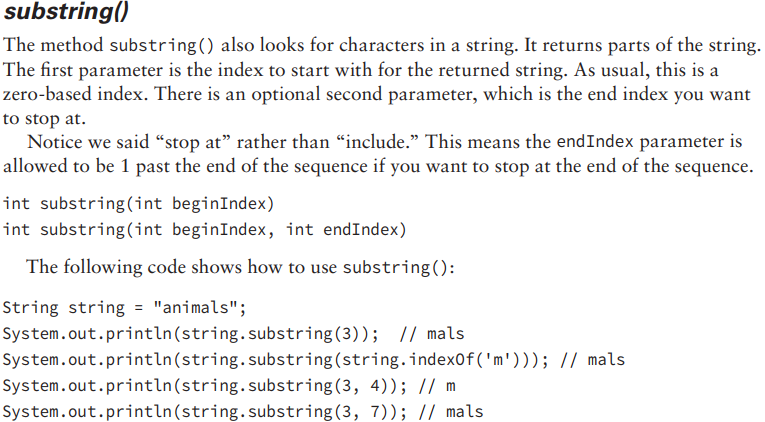 substring()
The method substring() also looks for characters in a string. It returns parts of the string.
The first parameter is the index to start with for the returned string. As usual, this is a
zero-based index. There is an optional second parameter, which is the end index you want
to stop at.
Notice we said “stop at” rather than “include.” This means the endIndex parameter is
allowed to be 1 past the end of the sequence if you want to stop at the end of the sequence.
int substring(int beginIndex)
int substring(int beginIndex, int endIndex)
The following code shows how to use substring():
String string = "animals";
System.out.println(string.substring(3));  // mals
System.out.println(string.substring(string.indexOf('m'))); // mals
System.out.println(string.substring(3, 4)); // m
System.out.println(string.substring(3, 7)); // mals